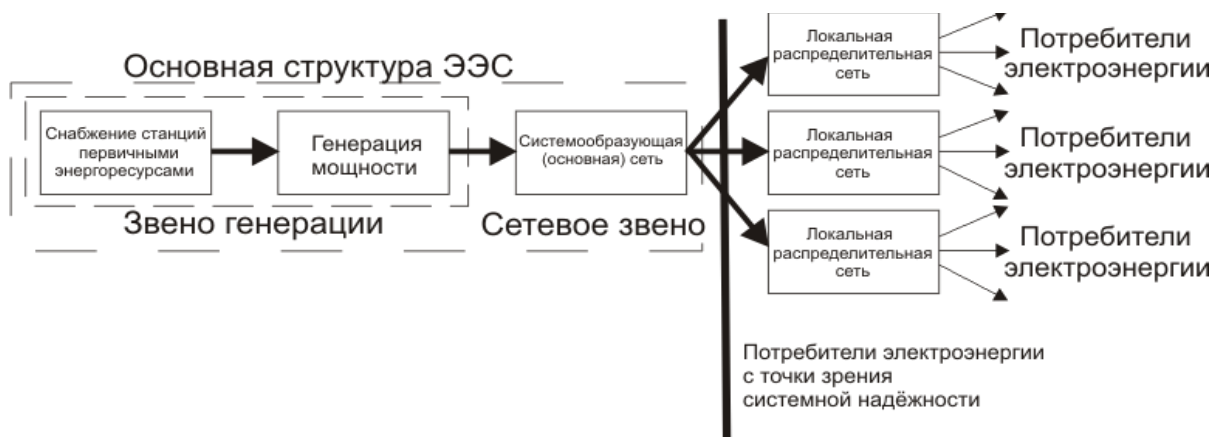 Основная структура ЭЭС
Снабжение станций
первичными
энергоресурсами
Генерация
мощности
Звено генерации
Системообразующая
(основная) сеть
Сетевое звено
Локальная
распределительная
сеть
Потребители
электроэнергии
Локальная
распределительная
сеть
Потребители
электроэнергии
Локальная
распределительная
сеть
Потребители
электроэнергии
Потребители электроэнергии
с точки зрения
системной надёжности